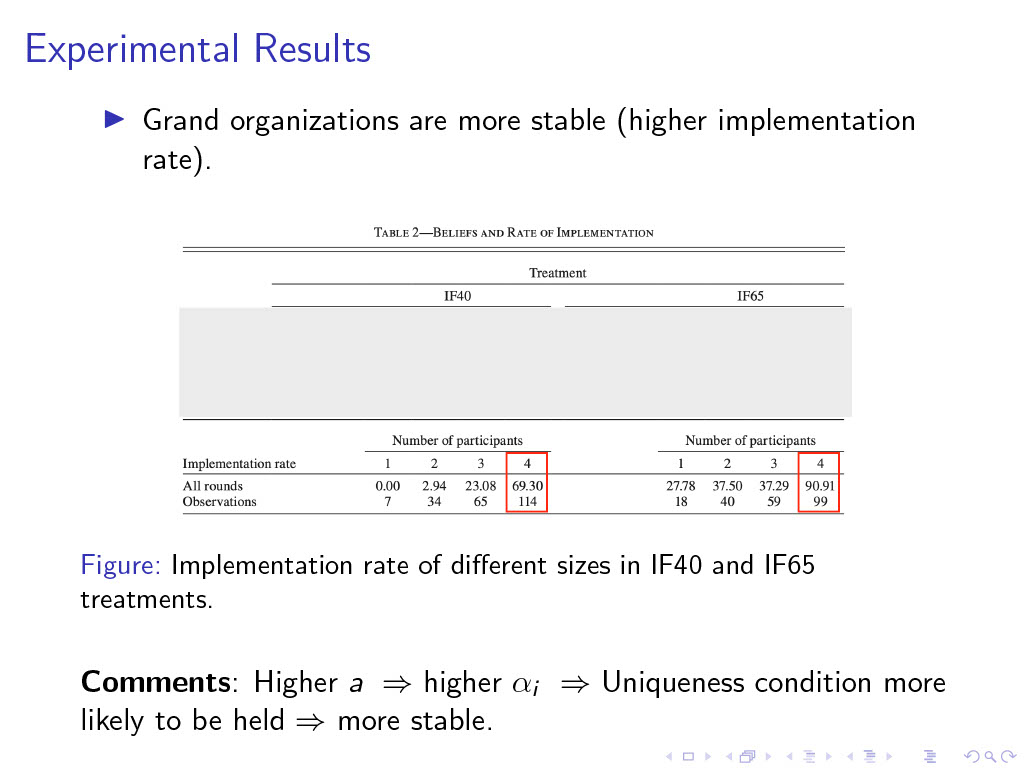 Experimental Results
▶ Grand organizations are more stable (higher implementation
rate).
Table 2—Beliefs and Rate of Implementation
Treatment
IF40 IF65
Number of participants Number of participants
Implementation rate 1 2 3 4 1 2 3 4
All rounds 0.00 2.94 23.08 69.30 27.78 37.50 37.29 90.91
Observations 7 34 65 114 18 40 59 99
Figure: Implementation rate of different sizes in IF40 and IF65
treatments.
Comments: Higher a ⇒ higher αᵢ ⇒ Uniqueness condition more
likely to be held ⇒ more stable.